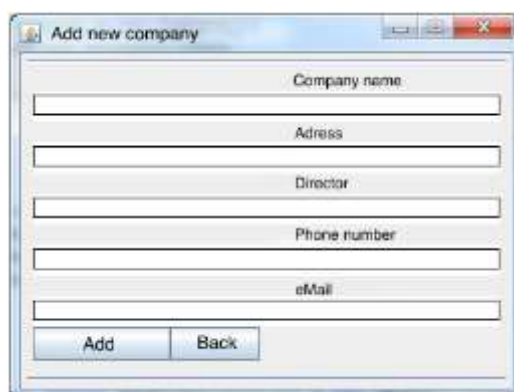 Add new company
Company name
Adress
Director
Phone number
eMail
Add Back